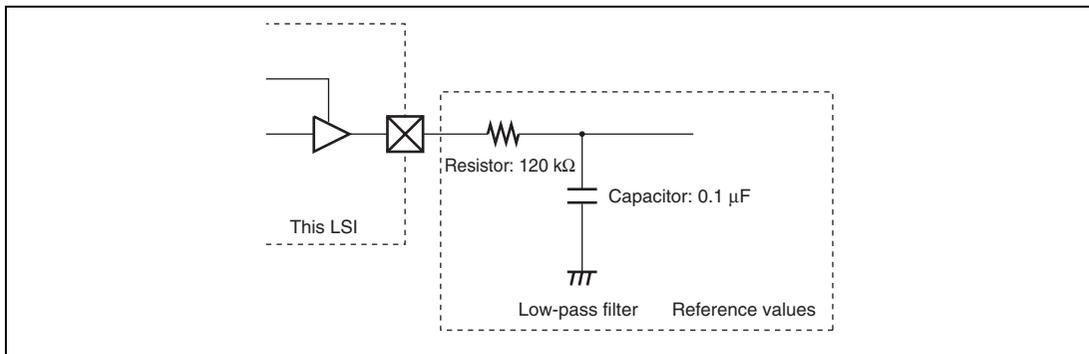 Resistor: 120 kΩ
Capacitor: 0.1 μF
This LSI
Low-pass filter
Reference values